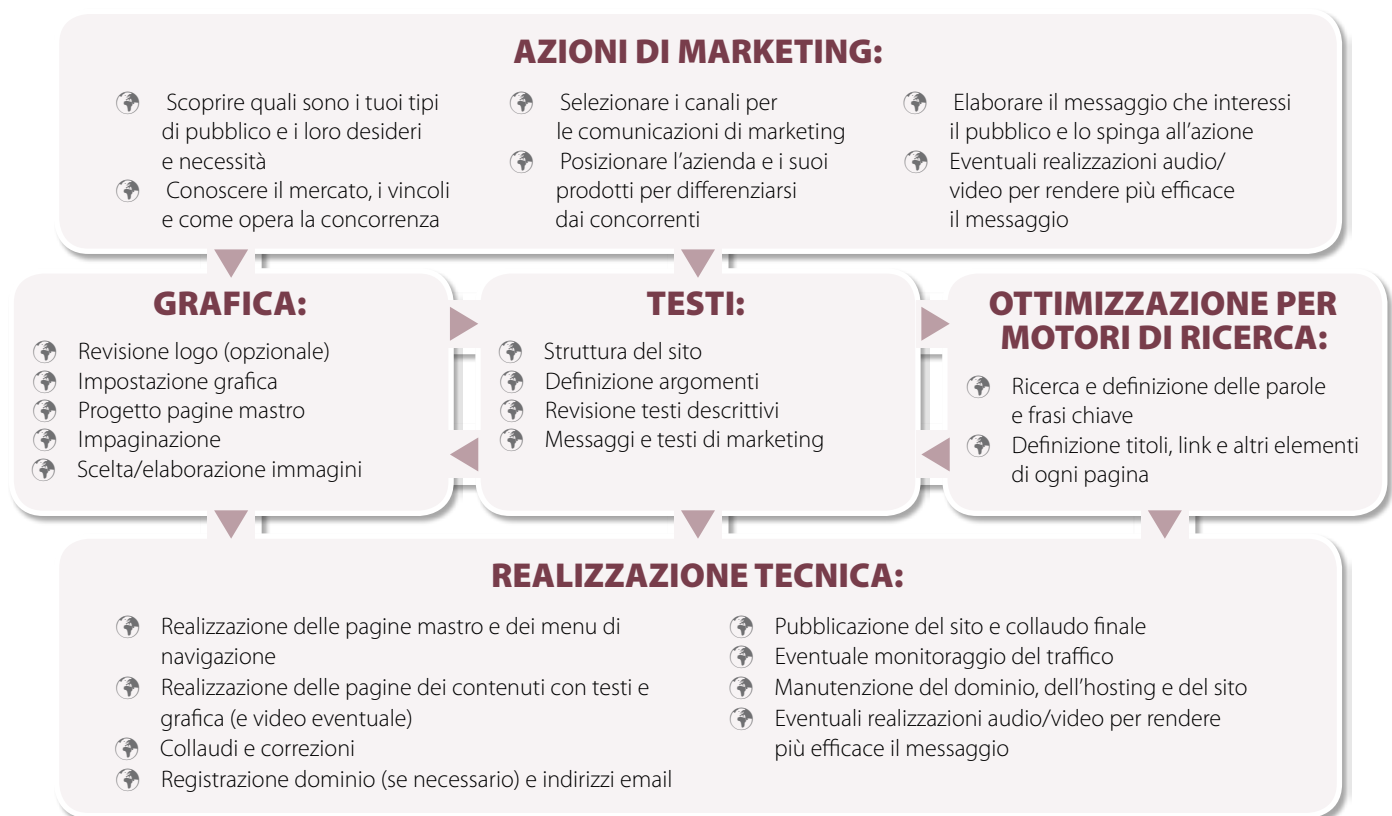 AZIONI DI MARKETING:
Scoprire quali sono i tuoi tipi
di pubblico e i loro desideri
e necessità
Conoscere il mercato, i vincoli
e come opera la concorrenza
Selezionare i canali per
le comunicazioni di marketing
Posizionare l’azienda e i suoi
prodotti per differenziarsi
dai concorrenti
Elaborare il messaggio che interessi
il pubblico e lo spinga all’azione
Eventuali realizzazioni audio/
video per rendere più efficace
il messaggio
GRAFICA:
Revisione logo (opzionale)
Impostazione grafica
Progetto pagine mastro
Impaginazione
Scelta/elaborazione immagini
TESTI:
Struttura del sito
Definizione argomenti
Revisione testi descrittivi
Messaggi e testi di marketing
OTTIMIZZAZIONE PER
MOTORI DI RICERCA:
Ricerca e definizione delle parole
e frasi chiave
Definizione titoli, link e altri elementi
di ogni pagina
REALIZZAZIONE TECNICA:
Realizzazione delle pagine mastro e dei menu di
navigazione
Realizzazione delle pagine dei contenuti con testi e
grafica (e video eventuale)
Collaudi e correzioni
Registrazione dominio (se necessario) e indirizzi email
Pubblicazione del sito e collaudo finale
Eventuale monitoraggio del traffico
Manutenzione del dominio, dell’hosting e del sito
Eventuali realizzazioni audio/video per rendere
più efficace il messaggio